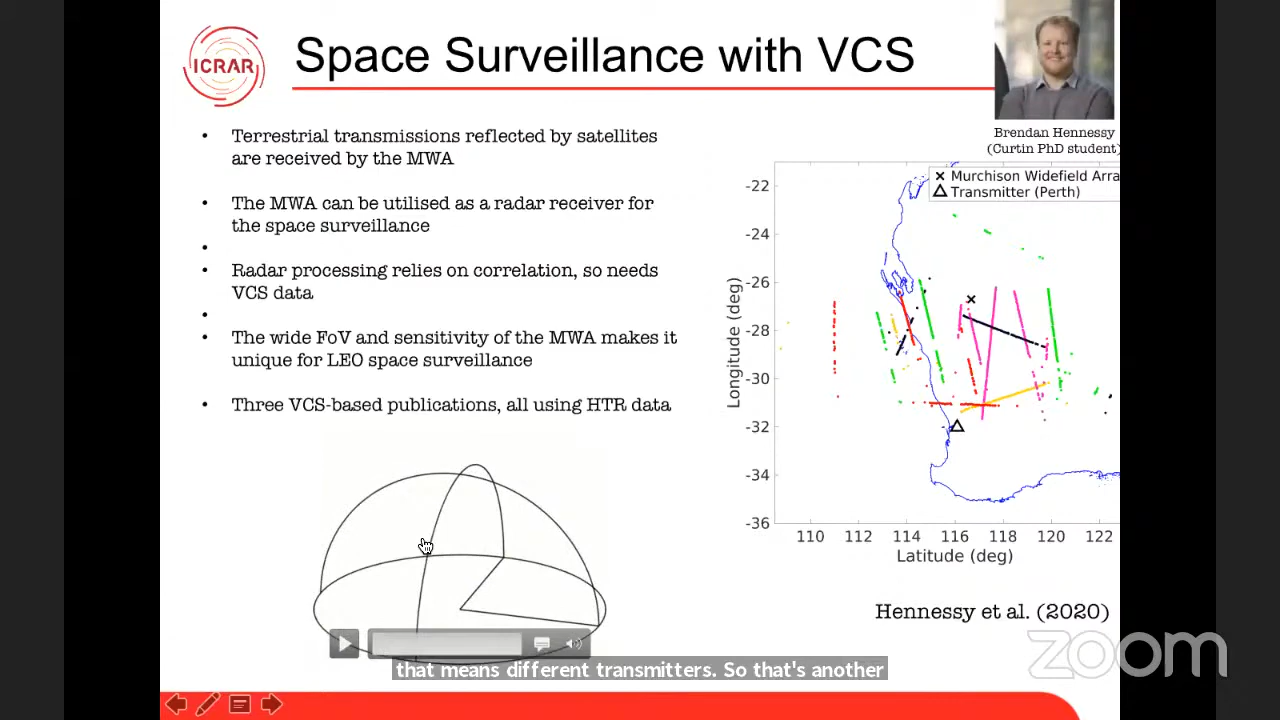 ICRAR
Space Surveillance with VCS
Terrestrial transmissions reflected by satellites
are received by the MWA
The MWA can be utilised as a radar receiver for
the space surveillance
Radar processing relies on correlation, so needs
VCS data
The wide FoV and sensitivity of the MWA makes it
unique for LEO space surveillance
Three VCS-based publications, all using HTR data
Brendan Hennessy
(Curtin PhD student)
Murchison Widefield Arra
Transmitter (Perth)
-22
-24
-26
-28
-30
-32
-34
-36
Longitude (deg)
110 112 114 116 118 120 122
Latitude (deg)
Hennessy et al. (2020)
zoom
that means different transmitters. So that's another